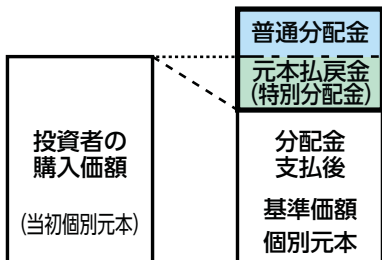 普通分配金
元本払戻金
(特別分配金)
投資者の
購入価額
(当初個別元本)
分配金
支払後
基準価額
個別元本